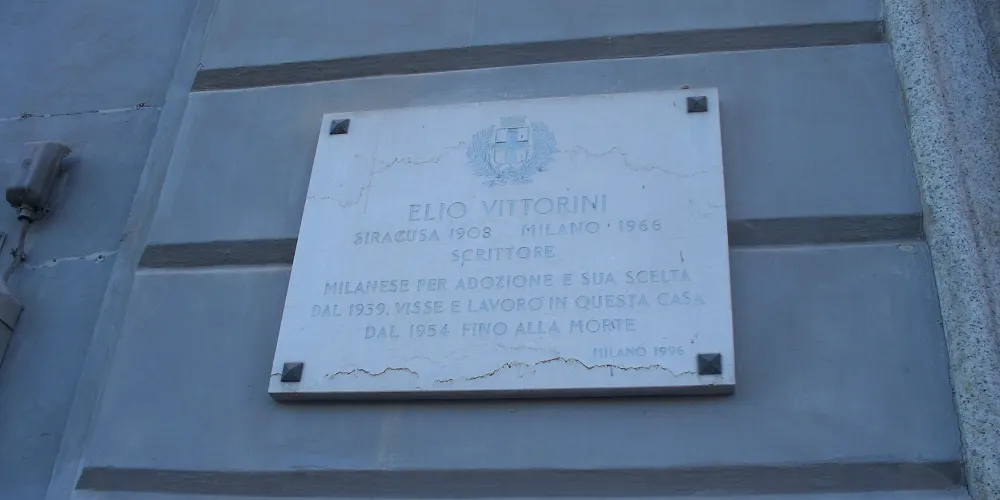 ELIO VITTORINI
SIRACUSA 1908 MILANO 1966
SCRITTORE
MILANESE PER ADOZIONE E SUA SCELTA
DAL 1939, VISSE E LAVORÒ IN QUESTA CASA
DAL 1954 FINO ALLA MORTE
MILANO 1996